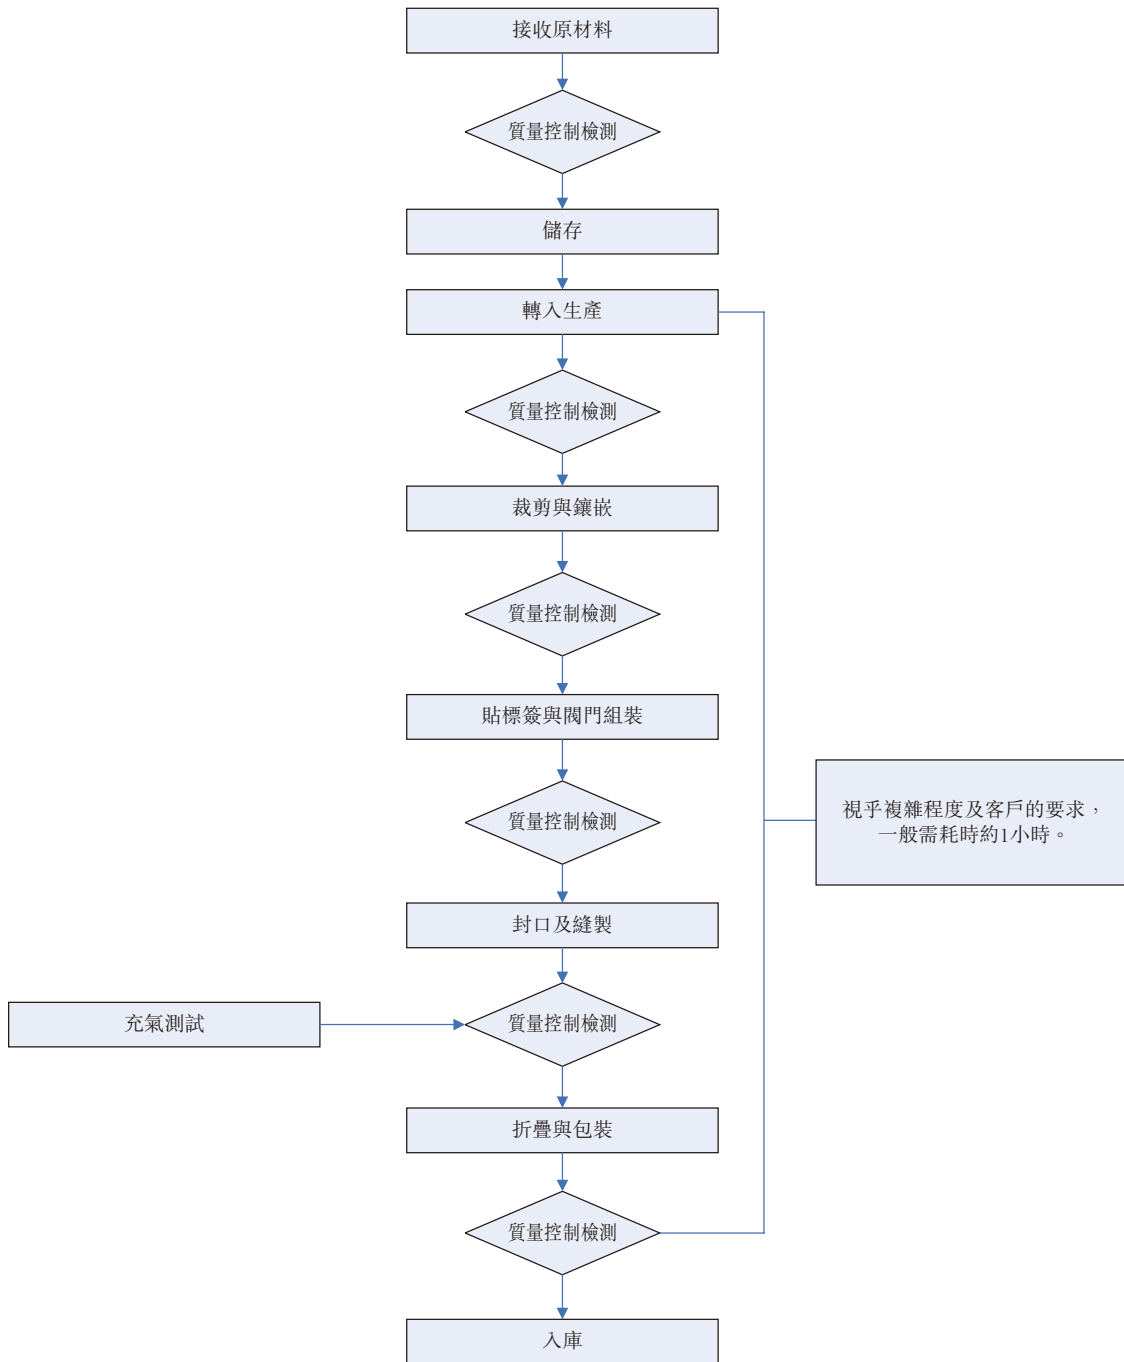 接收原材料
質量控制檢測
儲存
轉入生產
質量控制檢測
裁剪與鑲嵌
質量控制檢測
貼標簽與閥門組裝
質量控制檢測
視乎複雜程度及客戶的要求，
一般需耗時約1小時。
封口及縫製
充氣測試
質量控制檢測
折疊與包裝
質量控制檢測
入庫